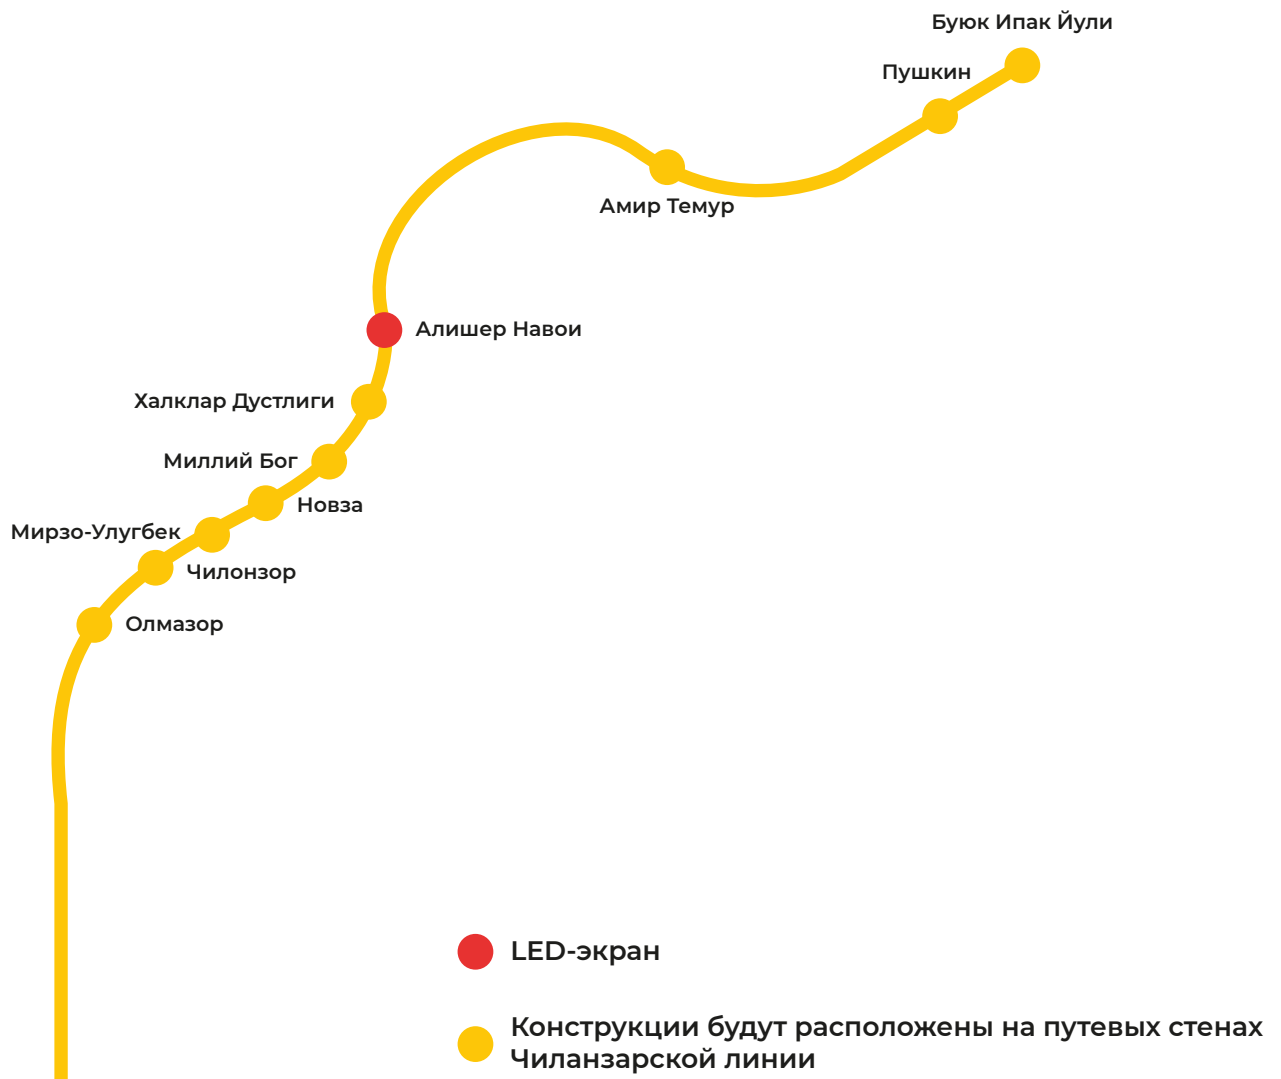 Буюк Ипак Йули
Пушкин
Амир Темур
Алишер Навои
Халклар Дустлиги
Миллий Бог
Новза
Мирзо-Улугбек
Чилонзор
Олмазор
LED-экран
Конструкции будут расположены на путевых стенах
Чиланзарской линии